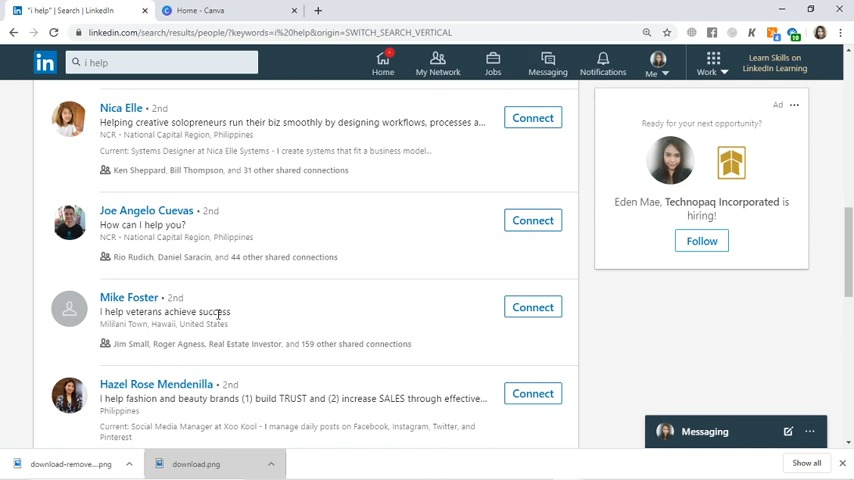 "i help" | Search | LinkedIn
Home - Canva
linkedin.com/search/results/people/?keywords=i%20help&origin=SWITCH_SEARCH_VERTICAL
in
i help
Home
My Network
Jobs
Messaging
Notifications
Me
Work
Learn Skills on
LinkedIn Learning
Nica Elle • 2nd
Helping creative solopreneurs run their biz smoothly by designing workflows, processes a...
NCR - National Capital Region, Philippines
Current: Systems Designer at Nica Elle Systems - I create systems that fit a business model...
Ken Sheppard, Bill Thompson, and 31 other shared connections
Connect
Joe Angelo Cuevas • 2nd
How can I help you?
NCR - National Capital Region, Philippines
Rio Rudich, Daniel Saracin, and 44 other shared connections
Connect
Mike Foster • 2nd
I help veterans achieve success
Mililani Town, Hawaii, United States
Jim Small, Roger Agness, Real Estate Investor, and 159 other shared connections
Connect
Hazel Rose Mendenilla • 2nd
I help fashion and beauty brands (1) build TRUST and (2) increase SALES through effective...
Philippines
Current: Social Media Manager at Xoo Kool - I manage daily posts on Facebook, Instagram, Twitter, and
Pinterest
Connect
Ad
Ready for your next opportunity?
Eden Mae, Technopaq Incorporated is
hiring!
Follow
Messaging
download-remove....png
download.png
Show all